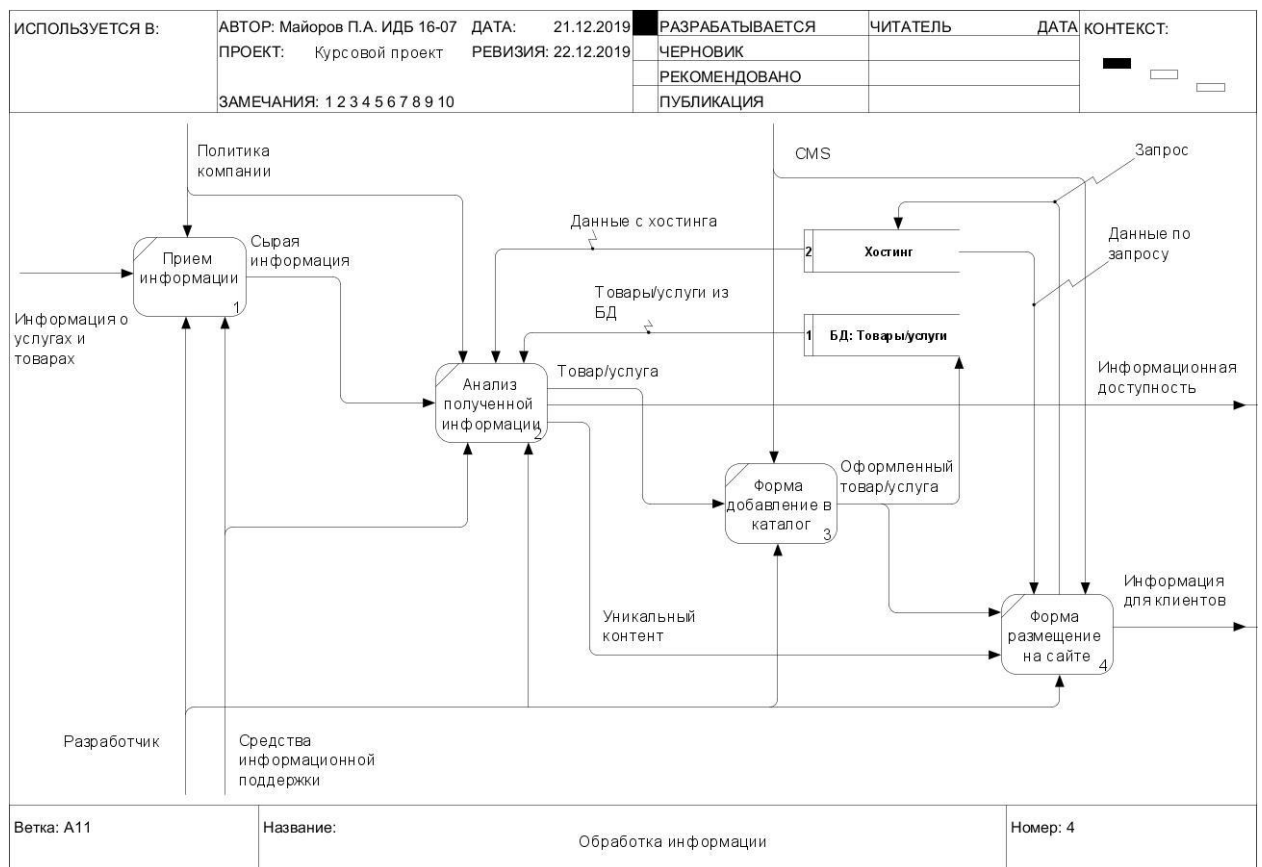 ИСПОЛЬЗУЕТСЯ В:
АВТОР: Майоров П.А. ИДБ 16-07
ДАТА: 21.12.2019
РАЗРАБАТЫВАЕТСЯ
ЧИТАТЕЛЬ
ДАТА
КОНТЕКСТ:
ПРОЕКТ: Курсовой проект
РЕВИЗИЯ: 22.12.2019
ЧЕРНОВИК
РЕКОМЕНДОВАНО
ЗАМЕЧАНИЯ: 1 2 3 4 5 6 7 8 9 10
ПУБЛИКАЦИЯ
Политика
компании
CMS
Запрос
Данные с хостинга
Данные по
запросу
Сырая
информация
Прием
информации
1
2
Хостинг
Товары/услуги из
БД
Информация о
услугах и
товарах
1
БД: Товары/услуги
Товар/услуга
Информационная
доступность
Анализ
полученной
информации
2
Оформленный
товар/услуга
Форма
добавление в
каталог
3
Информация
для клиентов
Уникальный
контент
Форма
размещение
на сайте
4
Разработчик
Средства
информационной
поддержки
Ветка: A11
Название:
Обработка информации
Номер: 4